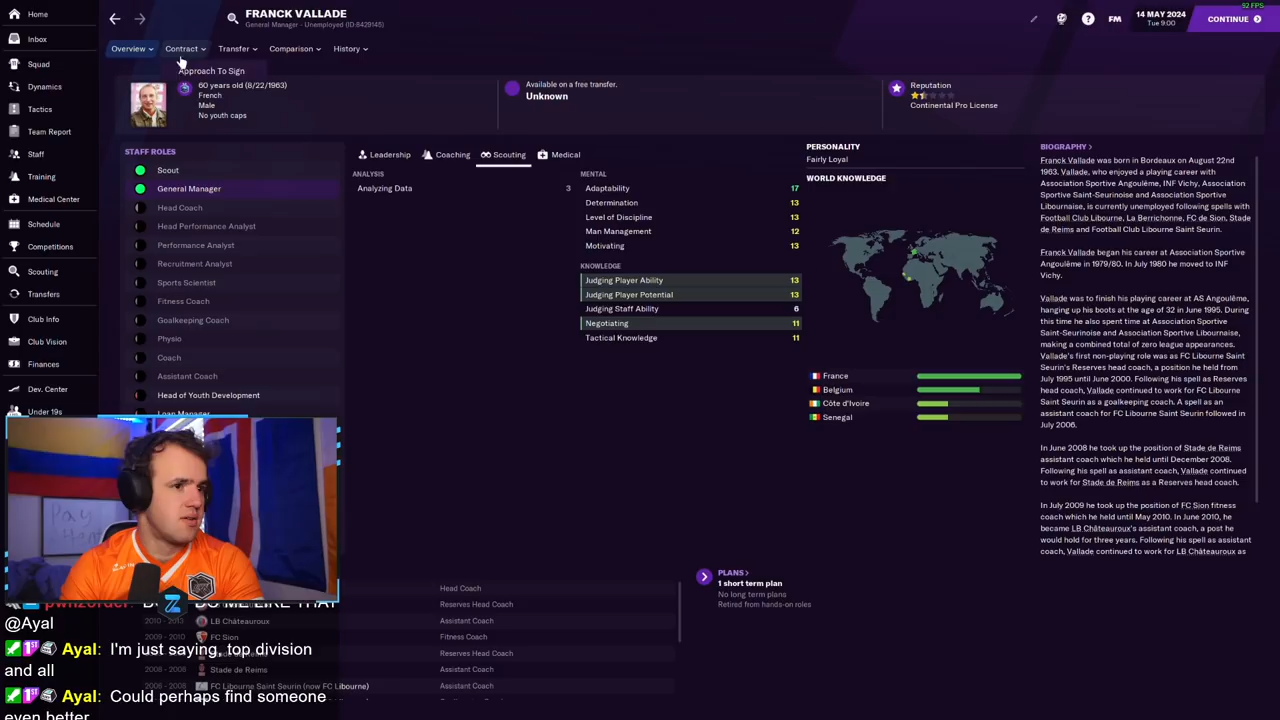 92 FPS
Home
Inbox
Squad
Dynamics
Tactics
Team Report
Staff
Training
Medical Center
Schedule
Competitions
Scouting
Transfers
Club Info
Club Vision
Finances
Dev. Center
Under 19s
FRANCK VALLADE
General Manager - Unemployed (ID:8429145)
14 MAY 2024
Tue 9:00
FM
CONTINUE
Overview
Contract
Transfer
Comparison
History
Approach To Sign
60 years old (8/22/1963)
French
Male
No youth caps
Available on a free transfer.
Unknown
Reputation
Continental Pro License
STAFF ROLES
Scout
General Manager
Head Coach
Head Performance Analyst
Performance Analyst
Recruitment Analyst
Sports Scientist
Fitness Coach
Goalkeeping Coach
Physio
Coach
Assistant Coach
Head of Youth Development
Loan Manager
Leadership
Coaching
Scouting
Medical
ANALYSIS
Analyzing Data 3
MENTAL
Adaptability 17
Determination 13
Level of Discipline 13
Man Management 12
Motivating 13
KNOWLEDGE
Judging Player Ability 13
Judging Player Potential 13
Judging Staff Ability 6
Negotiating 11
Tactical Knowledge 11
PERSONALITY
Fairly Loyal
WORLD KNOWLEDGE
France
Belgium
Côte d'Ivoire
Senegal
BIOGRAPHY
Franck Vallade was born in Bordeaux on August 22nd
1963. Vallade, who enjoyed a playing career with
Association Sportive Angoulême, INF Vichy, Association
Sportive Saint-Seurinoise and Association Sportive
Libournaise, is currently unemployed following spells with
Football Club Libourne, La Berrichonne, FC de Sion, Stade
de Reims and Football Club Libourne Saint Seurin.
Franck Vallade began his career at Association Sportive
Angoulême in 1979/80. In July 1980 he moved to INF
Vichy.
Vallade was to finish his playing career at AS Angoulême,
hanging up his boots at the age of 32 in June 1995. During
this time he also spent time at Association Sportive
Saint-Seurinoise and Association Sportive Libournaise,
making a combined total of zero league appearances.
Vallade's first non-playing role was as FC Libourne Saint
Seurin's Reserves head coach, a position he held from
July 1995 until June 2000. Following his spell as Reserves
head coach, Vallade continued to work for FC Libourne
Saint Seurin as a goalkeeping coach. A spell as an
assistant coach for FC Libourne Saint Seurin followed in
July 2006.
In June 2008 he took up the position of Stade de Reims
assistant coach which he held until December 2008.
Following his spell as assistant coach, Vallade continued
to work for Stade de Reims as a Reserves head coach.
In July 2009 he took up the position of FC Sion fitness
coach which he held until May 2010. In June 2010, he
became LB Châteauroux's assistant coach, a post he
would hold for three years. Following his spell as assistant
coach, Vallade continued to work for LB Châteauroux as
Head Coach
Reserves Head Coach
LB Châteauroux Assistant Coach
2009 - 2010 FC Sion Fitness Coach
Reserves Head Coach
2008 - 2008 Stade de Reims Assistant Coach
FC Libourne Saint Seurin (now FC Libourne) Assistant Coach
PLANS
1 short term plan
No long term plans
Retired from hands-on roles
Pay
DO ME LIKE THAT
@Ayal
Ayal: I'm just saying, top division
and all
Ayal: Could perhaps find someone
even better